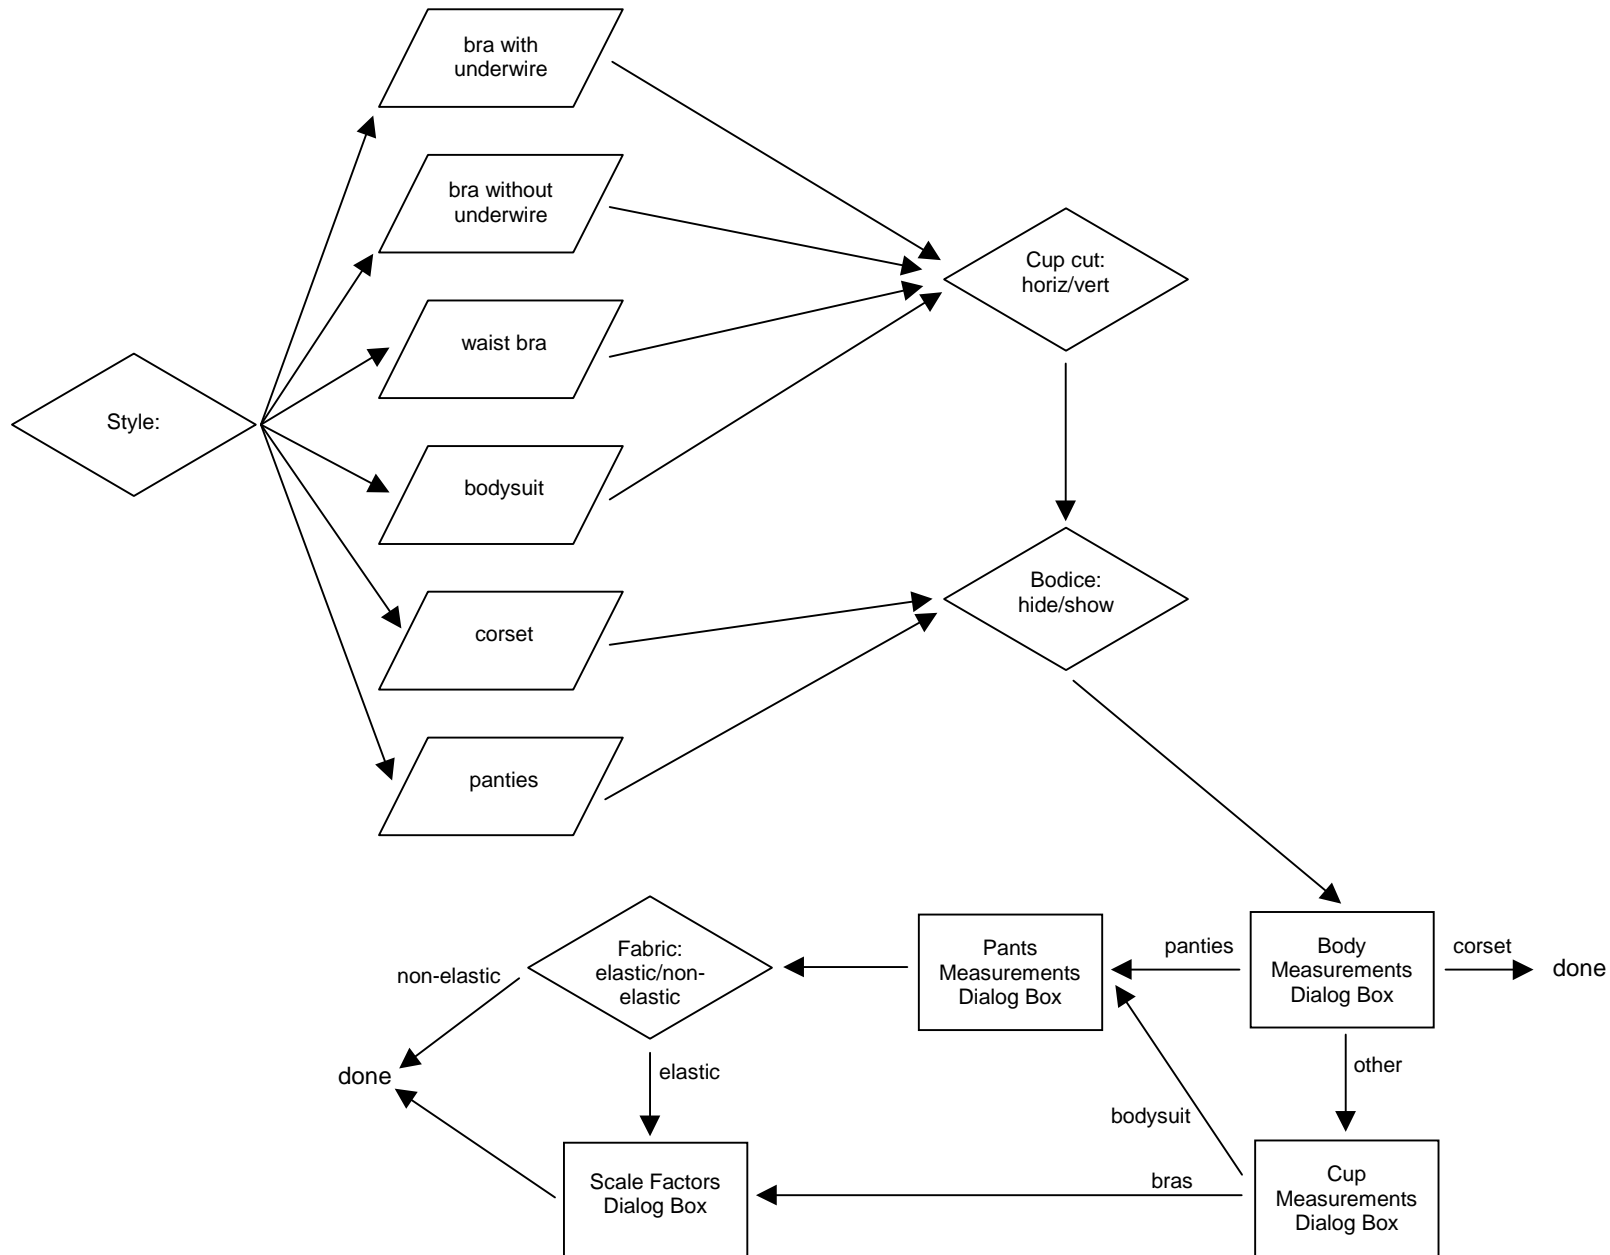 bra with
underwire
bra without
underwire
Cup cut:
horiz/vert
waist bra
Style:
bodysuit
Bodice:
hide/show
corset
panties
Fabric:
elastic/non-
elastic
non-elastic
Pants
Measurements
Dialog Box
panties
Body
Measurements
Dialog Box
corset
done
done
elastic
other
bodysuit
Scale Factors
Dialog Box
bras
Cup
Measurements
Dialog Box